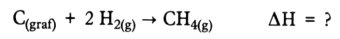 C(graf) + 2 H2(g) → CH4(g) ΔH = ?